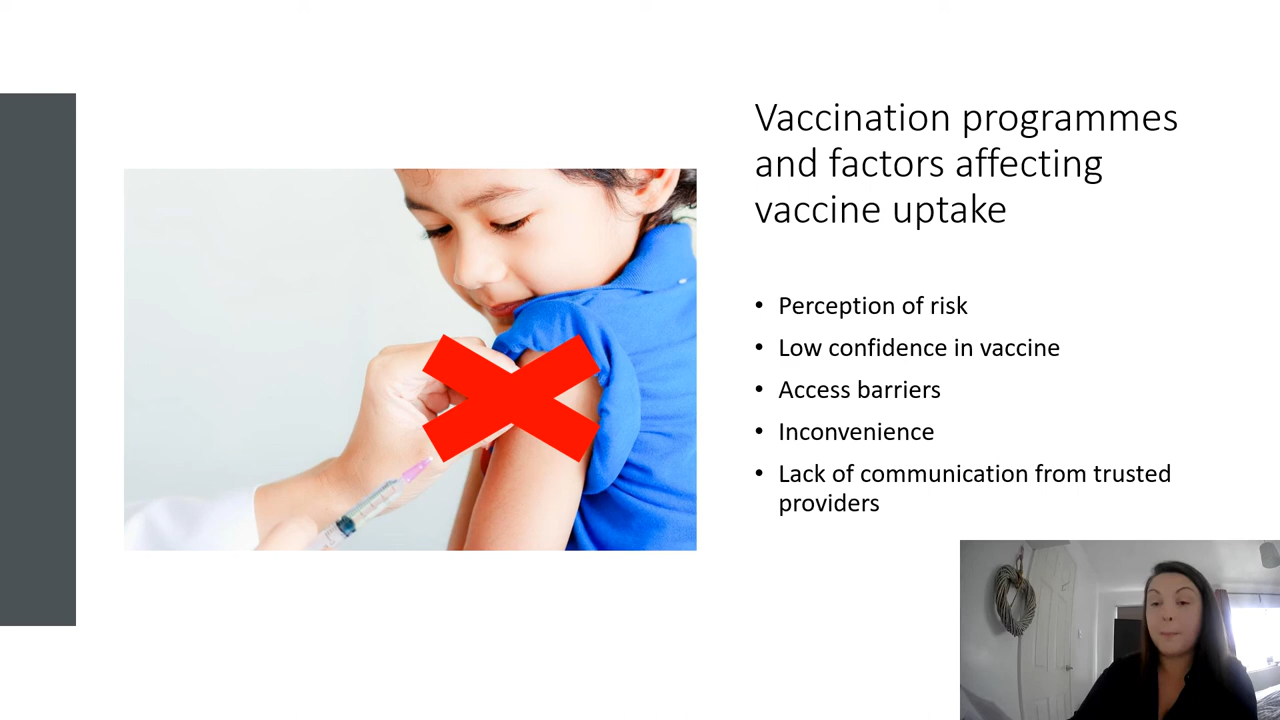 Vaccination programmes
and factors affecting
vaccine uptake
• Perception of risk
• Low confidence in vaccine
• Access barriers
• Inconvenience
• Lack of communication from trusted
providers